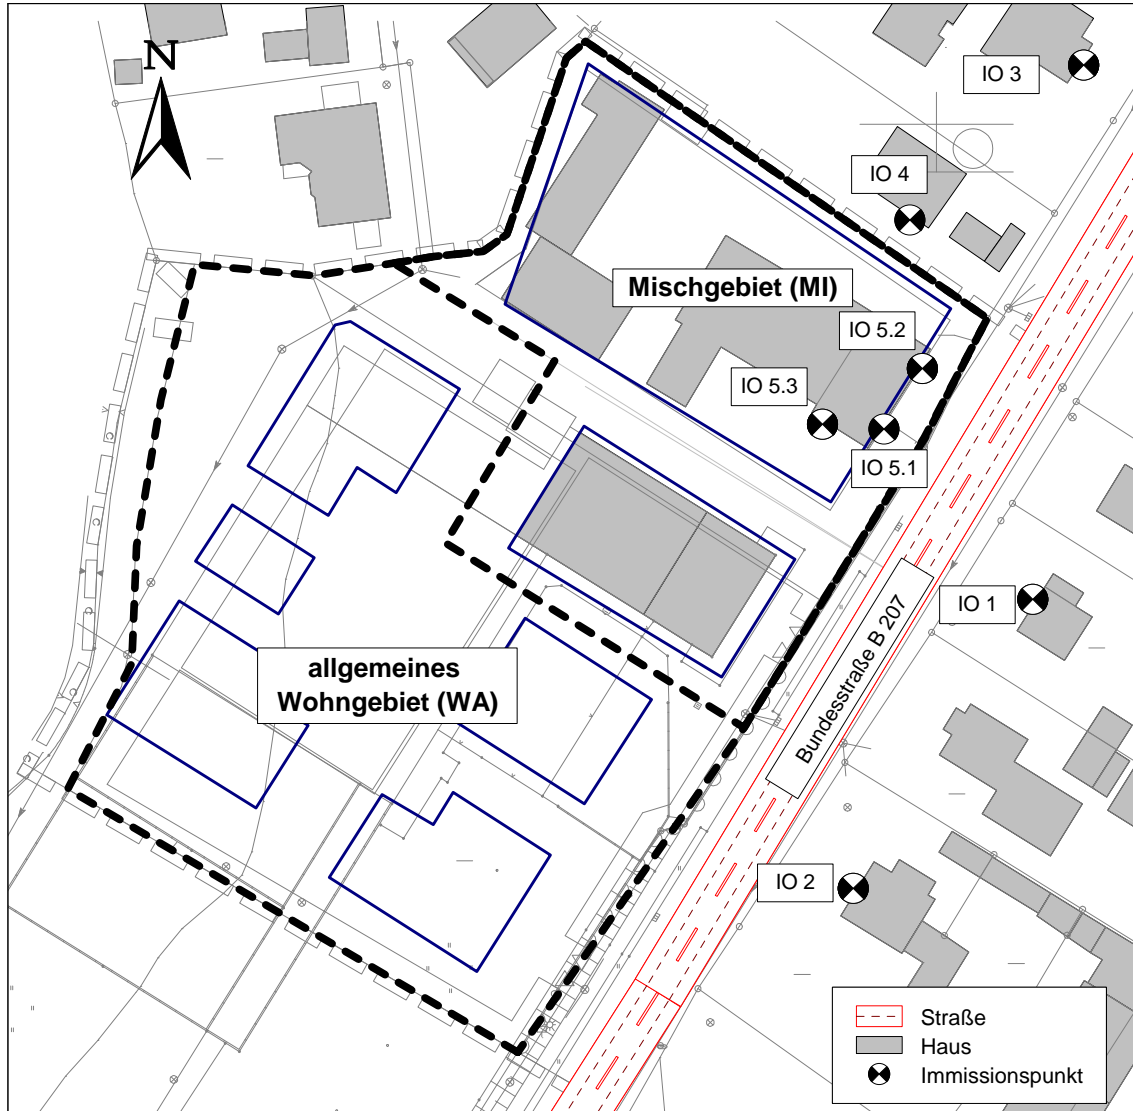 N
IO 3
IO 4
Mischgebiet (MI)
IO 5.2
IO 5.3
IO 5.1
IO 1
Bundesstraße B 207
allgemeines
Wohngebiet (WA)
IO 2
Straße
Haus
Immissionspunkt